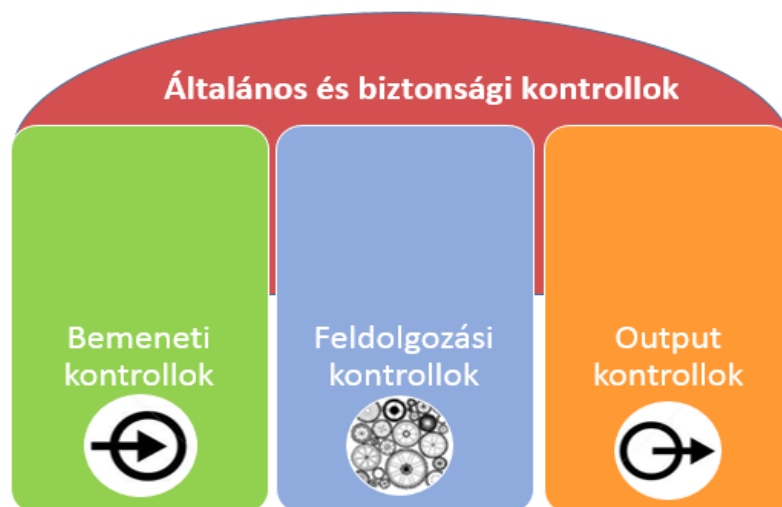 Általános és biztonsági kontrollok
Bemeneti
kontrollok
Feldolgozási
kontrollok
Output
kontrollok